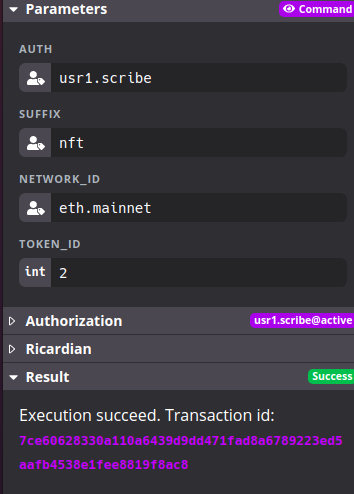 Parameters
Command
AUTH
usr1.scribe
SUFFIX
nft
NETWORK_ID
eth.mainnet
TOKEN_ID
int 2
Authorization
usr1.scribe@active
Ricardian
Result
Success
Execution succeed. Transaction id:
7ce60628330a110a6439d9dd471fad8a6789223ed5
aafb4538e1fee8819f8ac8